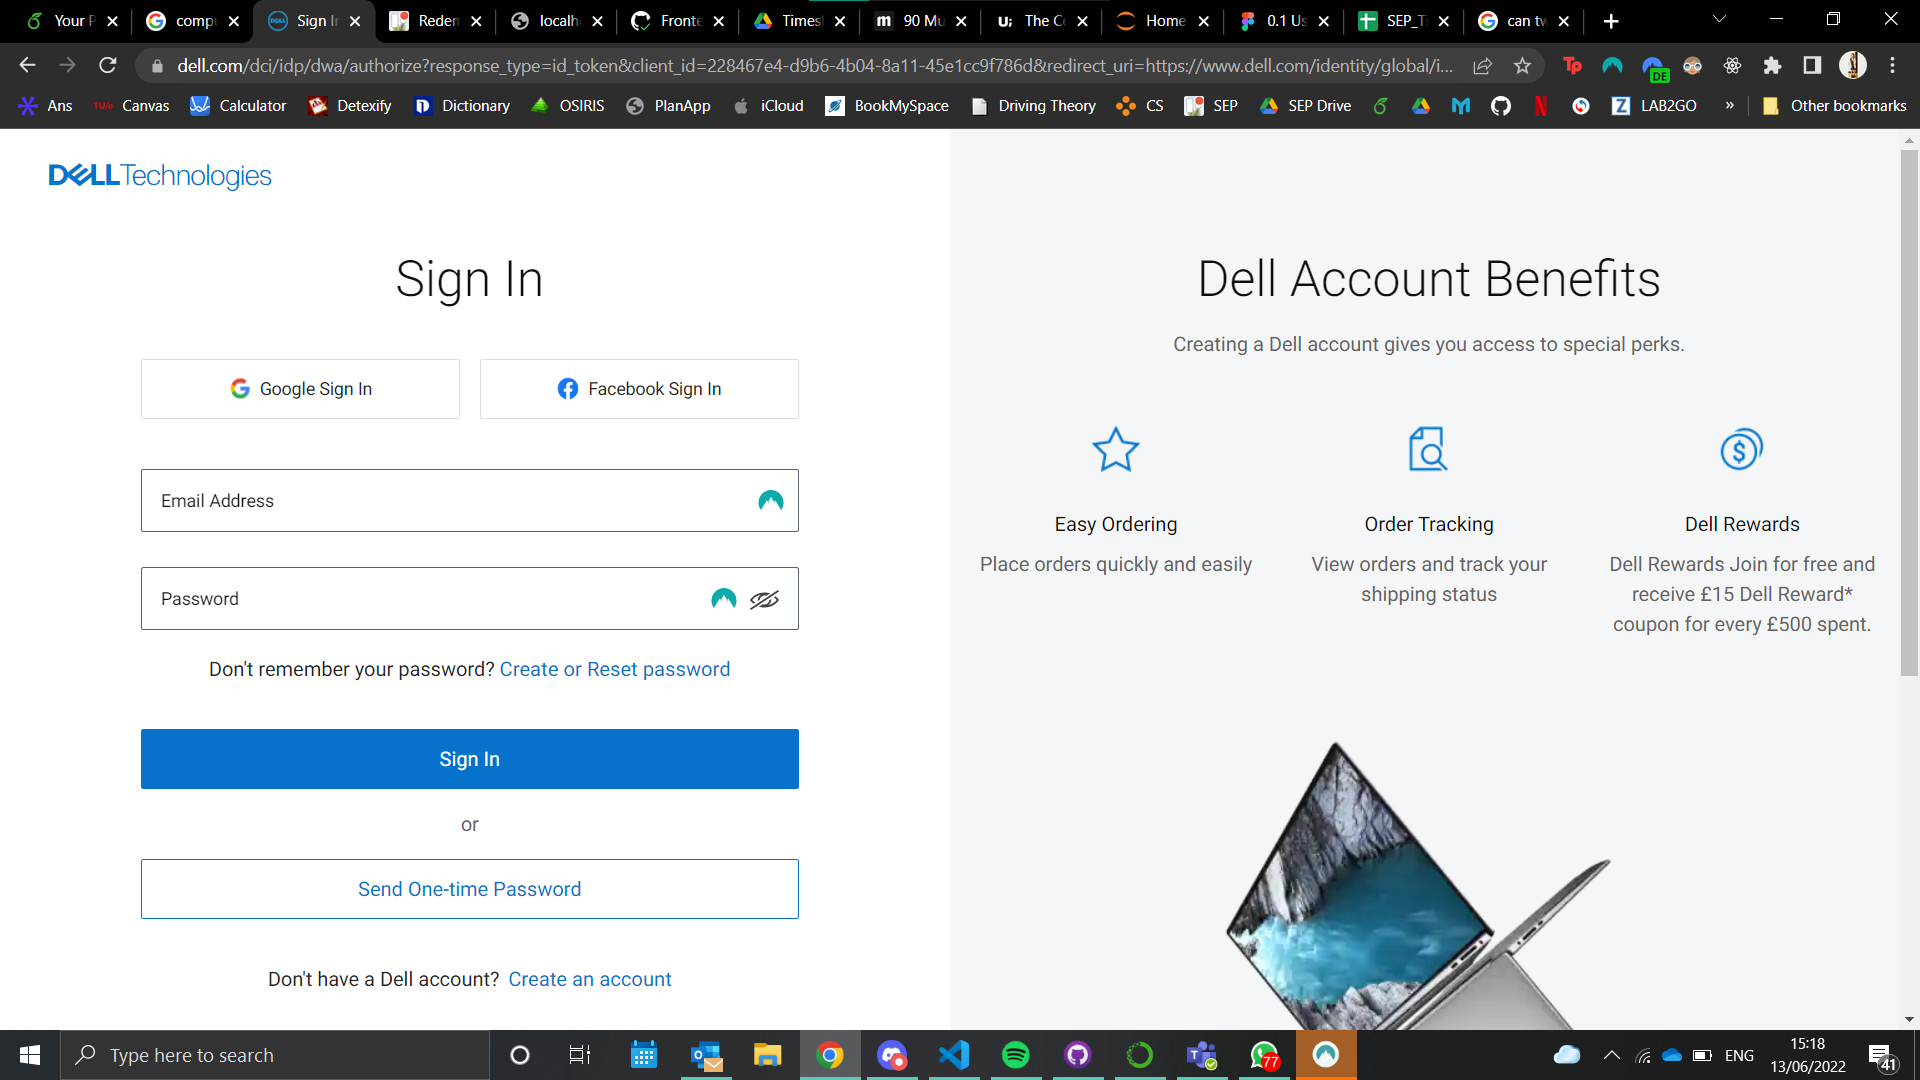 Your P
compu
Sign In
Reder
localh
Fronte
Times
90 Mu
The Co
Home
0.1 Us
SEP_T
can tw
dell.com/dci/idp/dwa/authorize?response_type=id_token&client_id=228467e4-d9b6-4b04-8a11-45e1cc9f786d&redirect_uri=https://www.dell.com/identity/global/i...
Tp
DE
Ans
TU/e Canvas
Calculator
Detexify
Dictionary
OSIRIS
PlanApp
iCloud
BookMySpace
Driving Theory
CS
SEP
SEP Drive
LAB2GO
»
Other bookmarks
DELLTechnologies
Sign In
Google Sign In
Facebook Sign In
Email Address
Password
Don't remember your password? Create or Reset password
Sign In
or
Send One-time Password
Don't have a Dell account? Create an account
Dell Account Benefits
Creating a Dell account gives you access to special perks.
Easy Ordering
Place orders quickly and easily
Order Tracking
View orders and track your
shipping status
Dell Rewards
Dell Rewards Join for free and
receive £15 Dell Reward*
coupon for every £500 spent.
Type here to search
77
ENG
15:18
13/06/2022
41